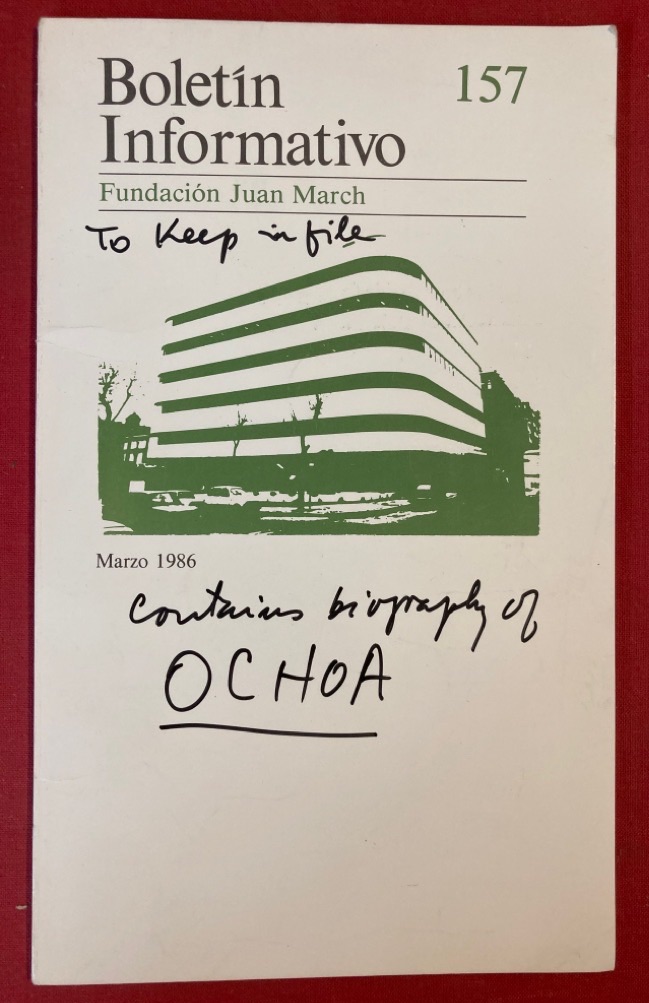 Boletín 157
Informativo
Fundación Juan March
To Keep in file
Marzo 1986
contains biography of
OCHOA